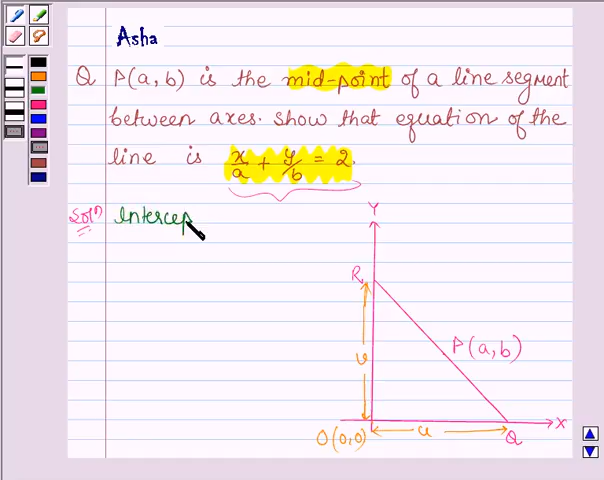 Asha
Q P(a, b) is the mid-point of a line segment
between axes. Show that equation of the
line is x/a + y/b = 2.
Solⁿ Intercep
Y
R
P(a, b)
v
O(0,0)
u
Q
X